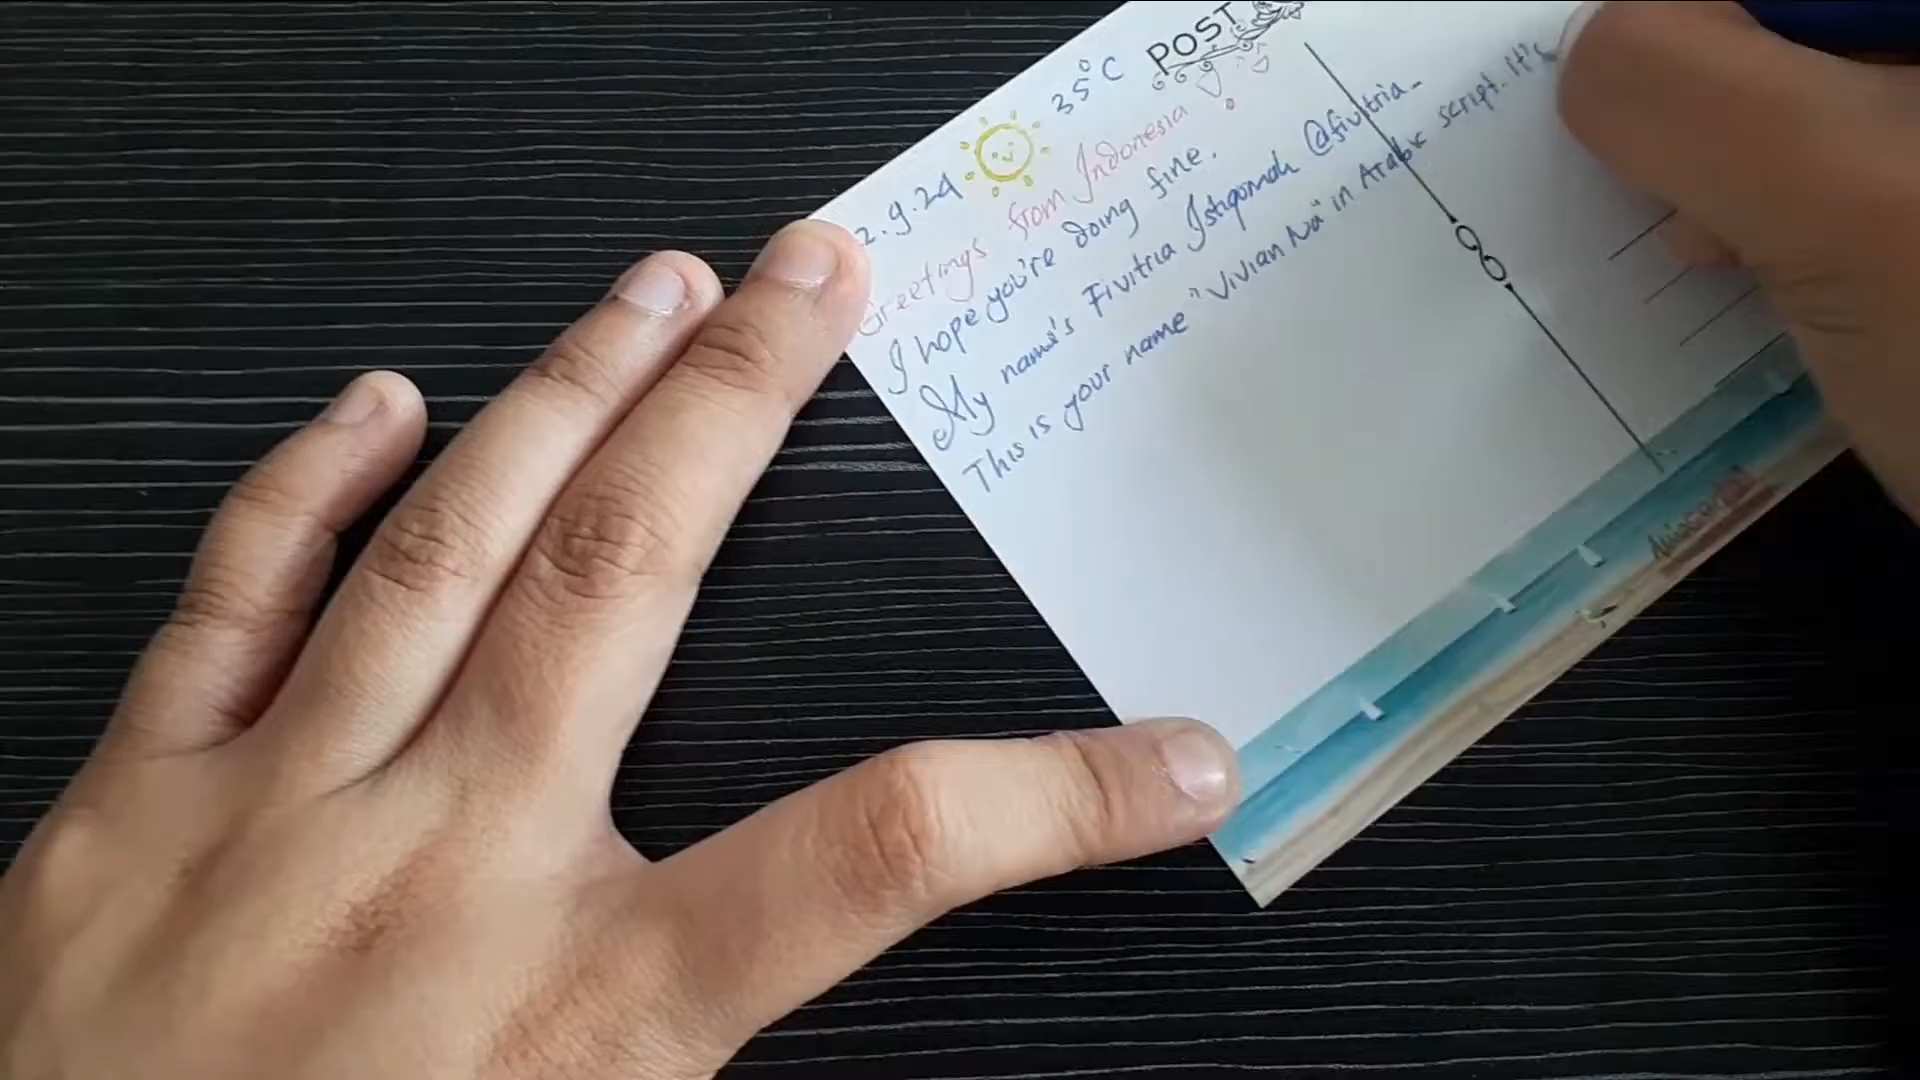 POST
2.9.24 35°C
Greetings from Indonesia
I hope you're doing fine.
My name's Fivitria Istiqomah @fivitria_
This is your name "Vivian Na" in Arabic script. It's